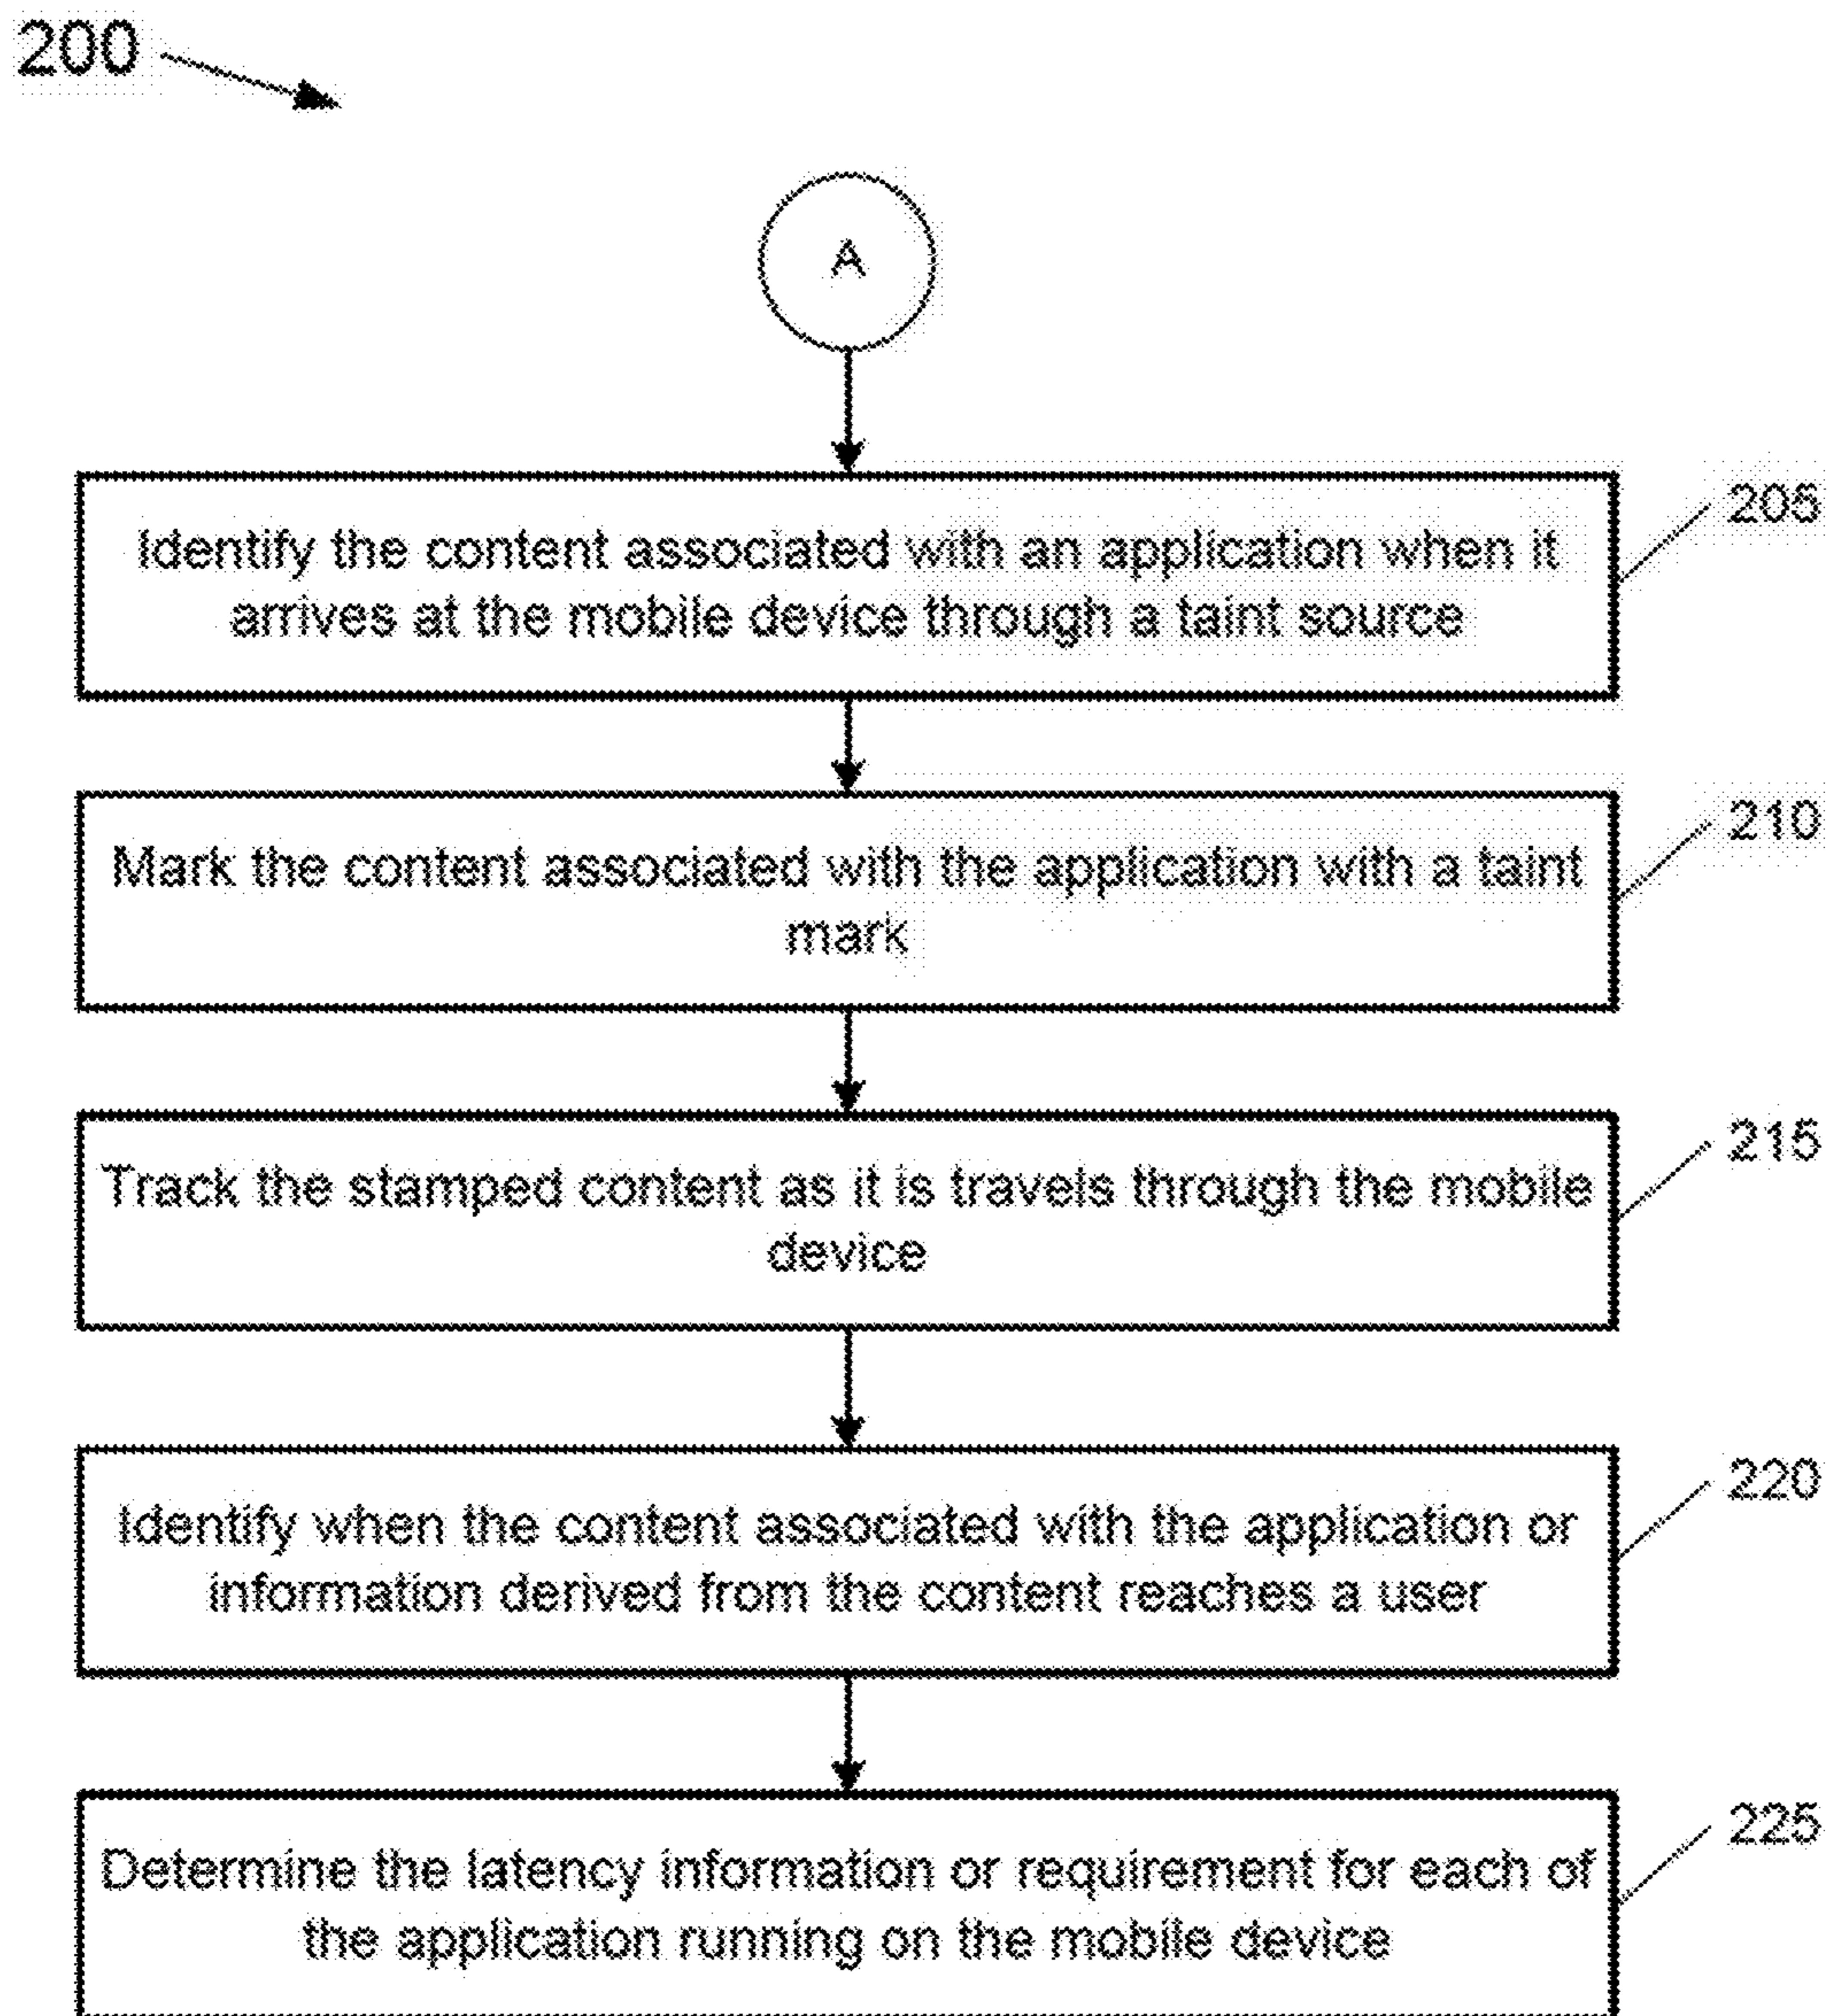 200
A
Identify the content associated with an application when it
arrives at the mobile device through a taint source
205
Mark the content associated with the application with a taint
mark
210
Track the stamped content as it is travels through the mobile
device
215
Identify when the content associated with the application or
information derived from the content reaches a user
220
Determine the latency information or requirement for each of
the application running on the mobile device
225